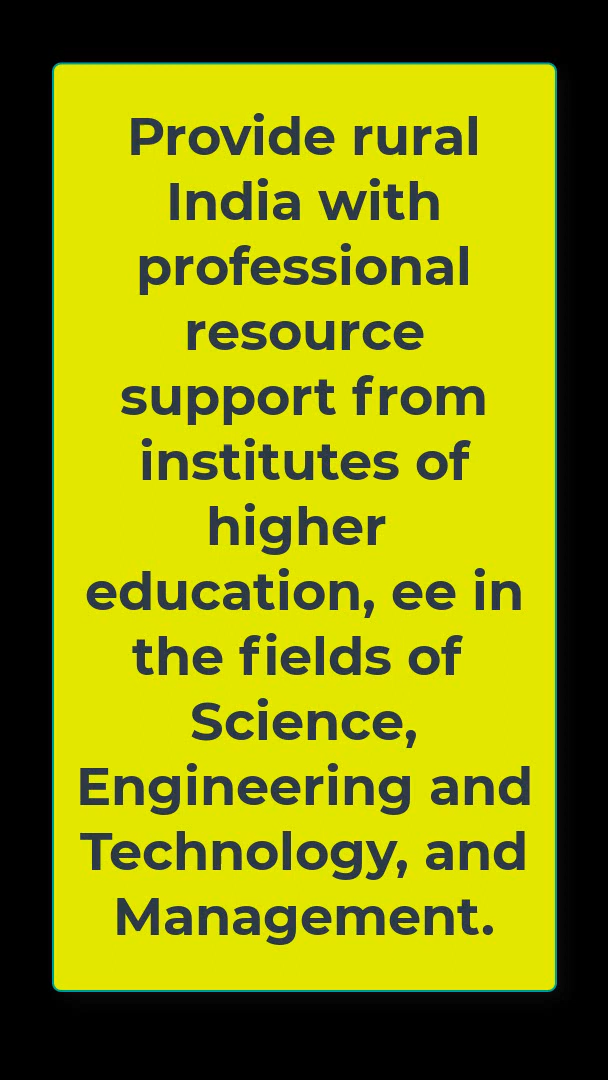 Provide rural
India with
professional
resource
support from
institutes of
higher
education, ee in
the fields of
Science,
Engineering and
Technology, and
Management.